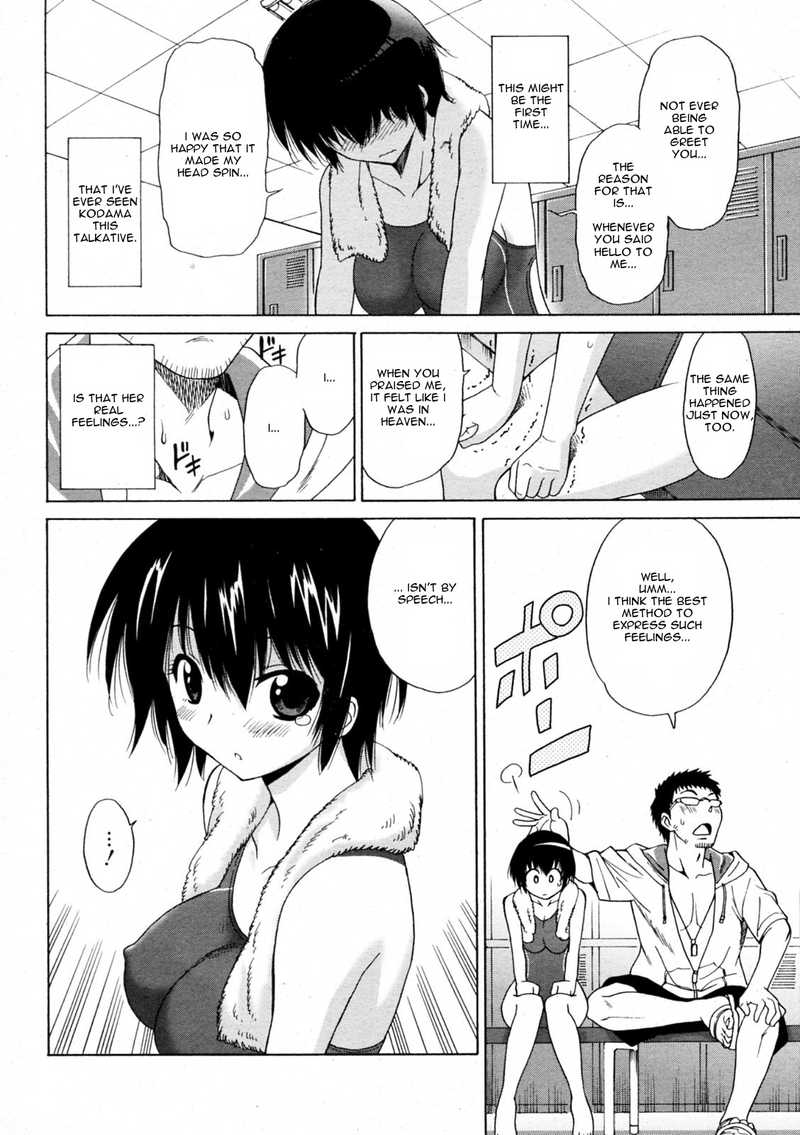 NOT EVER
BEING
ABLE TO
GREET
YOU...
THE
REASON
FOR THAT
IS...
WHENEVER
YOU SAID
HELLO TO
ME...
THIS MIGHT
BE THE
FIRST
TIME...
I WAS SO
HAPPY THAT IT
MADE MY
HEAD SPIN...
THAT I'VE
EVER SEEN
KODAMA
THIS
TALKATIVE.
THE SAME
THING
HAPPENED
JUST NOW,
TOO.
WHEN YOU
PRAISED ME,
IT FELT LIKE
I WAS IN
HEAVEN...
I...
I...
ドキ
ドキ
IS THAT HER
REAL
FEELINGS...?
WELL,
UMM...
I THINK THE BEST
METHOD TO
EXPRESS SUCH
FEELINGS...
ポン
... ISN'T BY
SPEECH...
...!